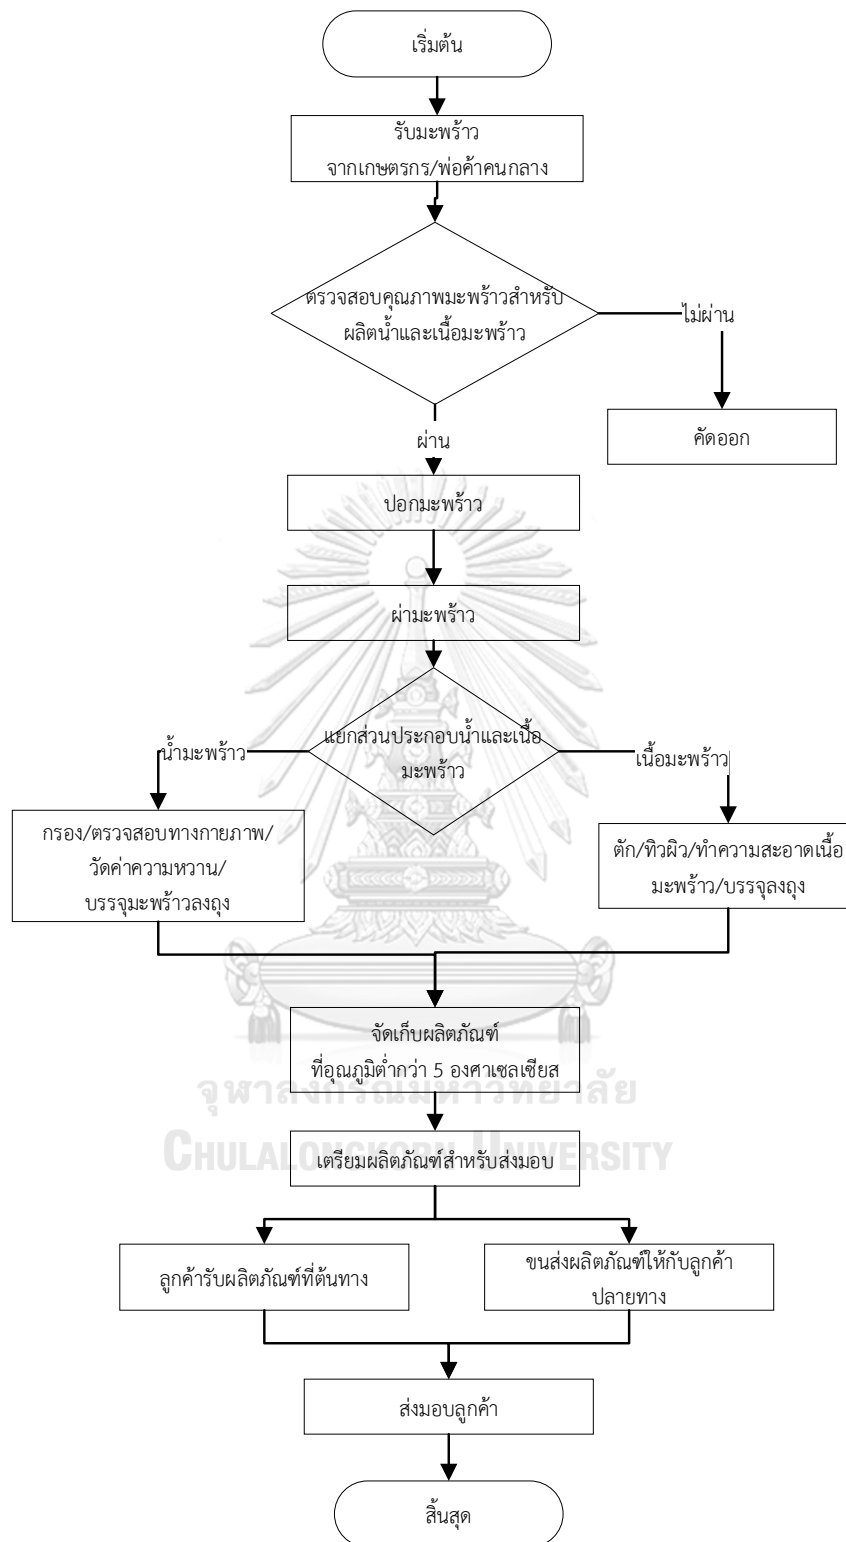 เริ่มต้น
รับมะพร้าว
จากเกษตรกร/พ่อค้าคนกลาง
ตรวจสอบคุณภาพมะพร้าวสำหรับ
ผลิตน้ำและเนื้อมะพร้าว
ไม่ผ่าน
คัดออก
ผ่าน
ปอกมะพร้าว
ผ่ามะพร้าว
แยกส่วนประกอบน้ำและเนื้อ
มะพร้าว
น้ำมะพร้าว
เนื้อมะพร้าว
กรอง/ตรวจสอบทางกายภาพ/
วัดค่าความหวาน/
บรรจุมะพร้าวลงถุง
ตัก/ทิวผิว/ทำความสะอาดเนื้อ
มะพร้าว/บรรจุลงถุง
จัดเก็บผลิตภัณฑ์
ที่อุณภูมิต่ำกว่า 5 องศาเซลเซียส
จุฬาลงกรณ์มหาวิทยาลัย
CHULALONGKORN UNIVERSITY
เตรียมผลิตภัณฑ์สำหรับส่งมอบ
ลูกค้ารับผลิตภัณฑ์ที่ต้นทาง
ขนส่งผลิตภัณฑ์ให้กับลูกค้า
ปลายทาง
ส่งมอบลูกค้า
สิ้นสุด